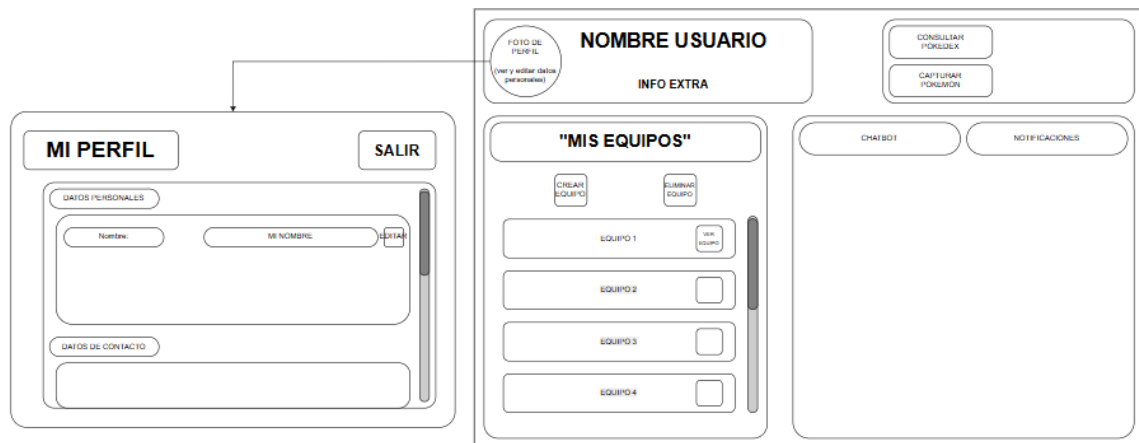 FOTO DE
PERFIL
(ver y editar datos
personales)
NOMBRE USUARIO
INFO EXTRA
CONSULTAR
POKEDEX
CAPTURAR
POKEMON
MI PERFIL
SALIR
DATOS PERSONALES
Nombre:
MI NOMBRE
EDITAR
DATOS DE CONTACTO
"MIS EQUIPOS"
CREAR
EQUIPO
ELIMINAR
EQUIPO
EQUIPO 1
VER
EQUIPO
EQUIPO 2
EQUIPO 3
EQUIPO 4
CHATBOT
NOTIFICACIONES